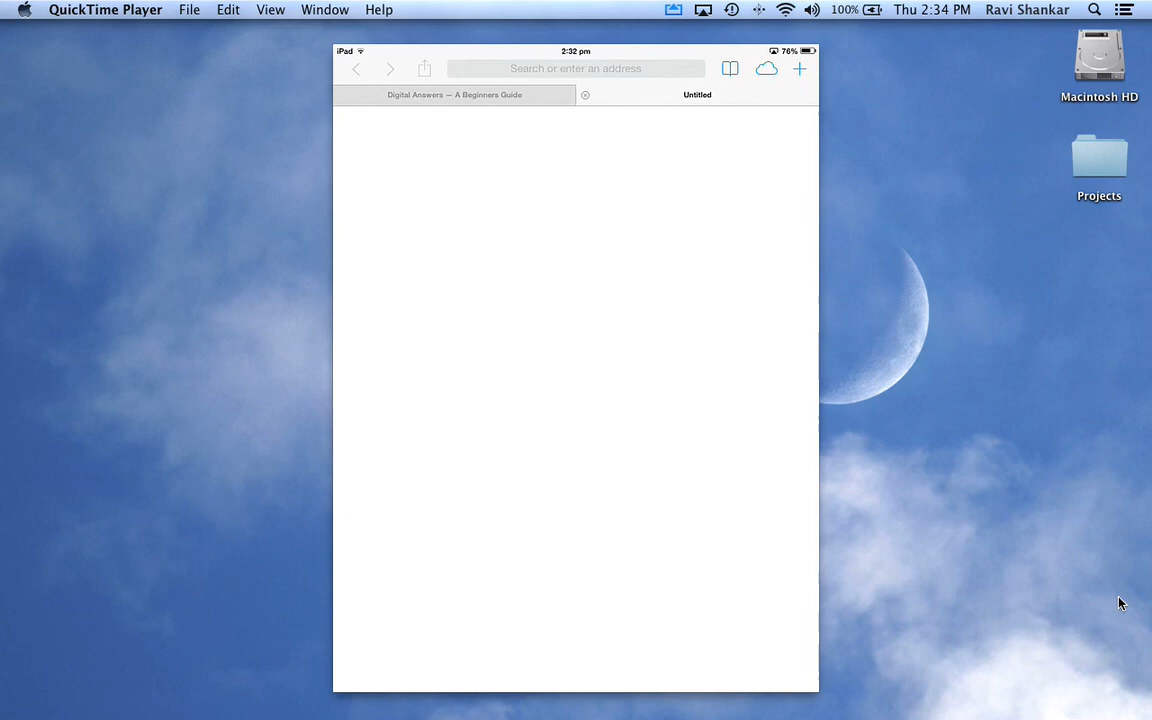 QuickTime Player File Edit View Window Help 100% Thu 2:34 PM Ravi Shankar
iPad 2:32 pm 76%
Search or enter an address
Digital Answers — A Beginners Guide Untitled
Macintosh HD
Projects